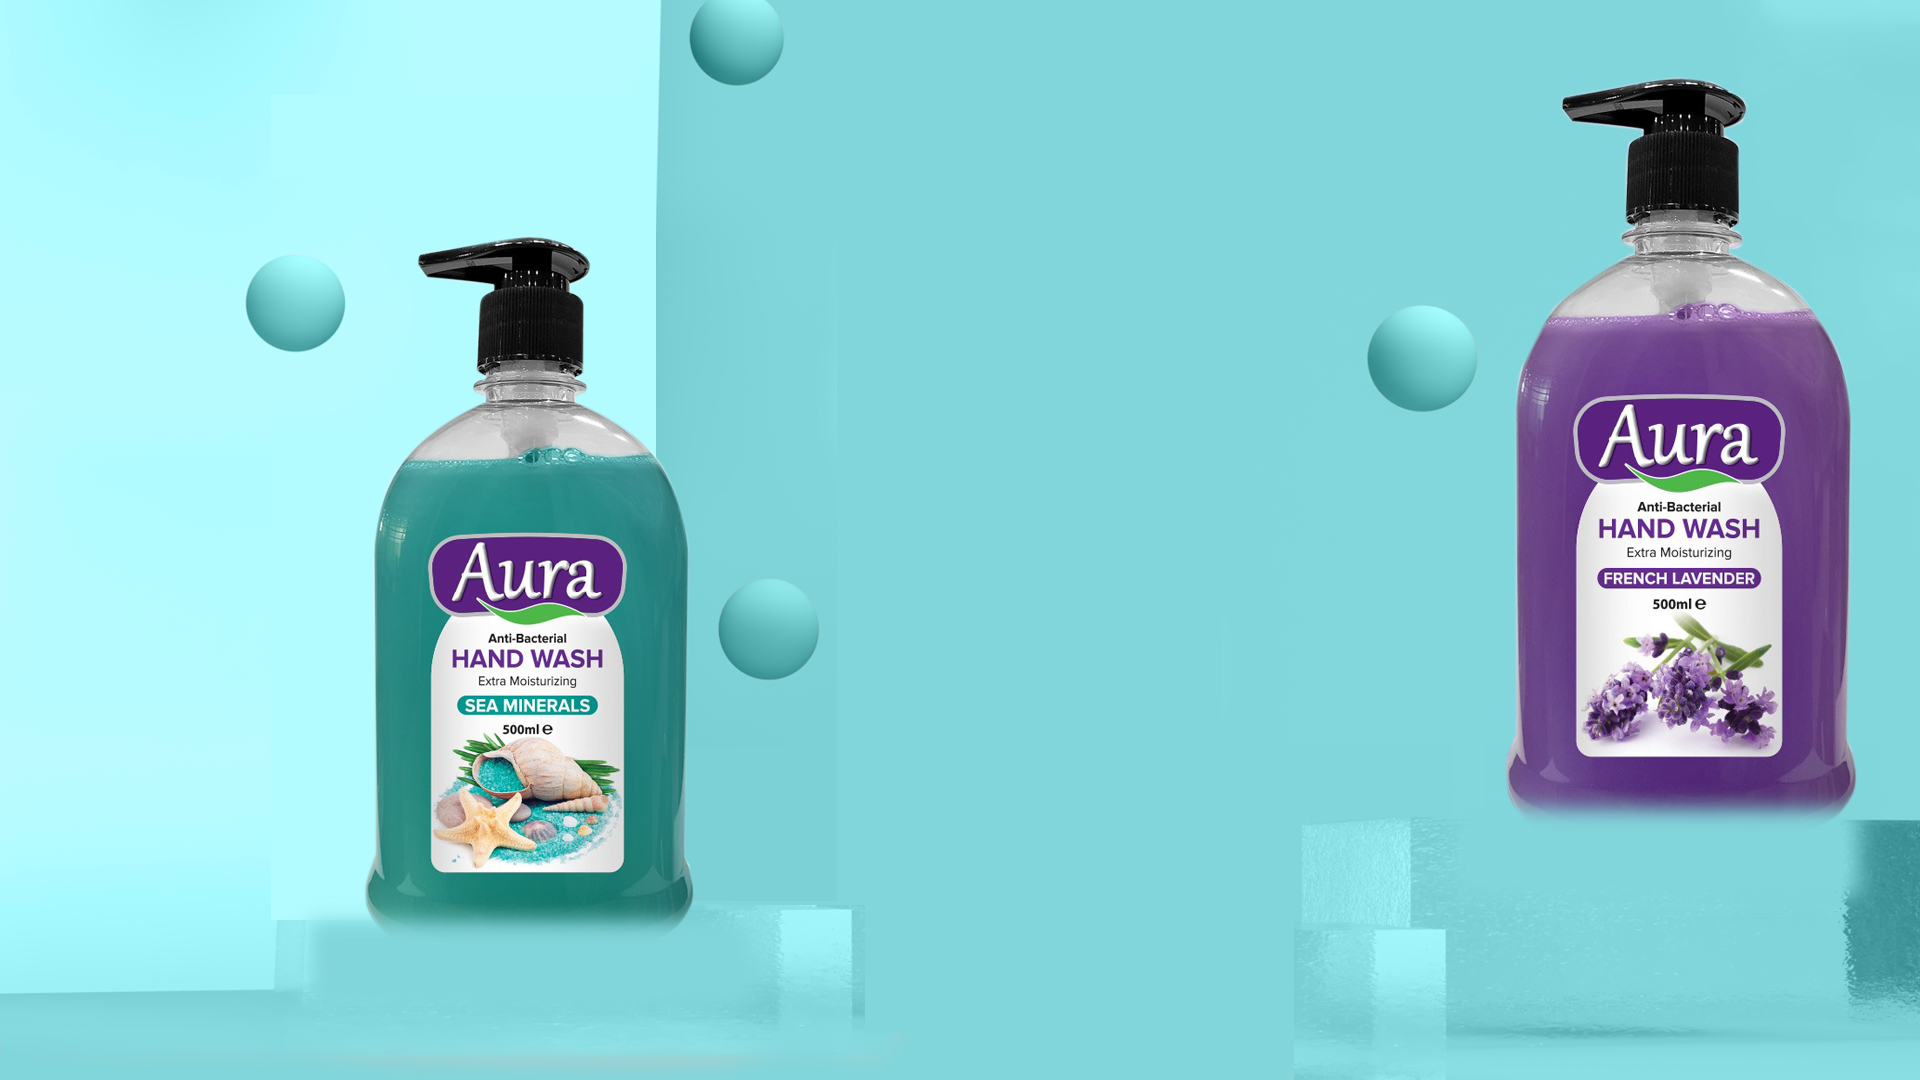 Aura
Anti-Bacterial
HAND WASH
Extra Moisturizing
SEA MINERALS
500ml ℮
Aura
Anti-Bacterial
HAND WASH
Extra Moisturizing
FRENCH LAVENDER
500ml ℮